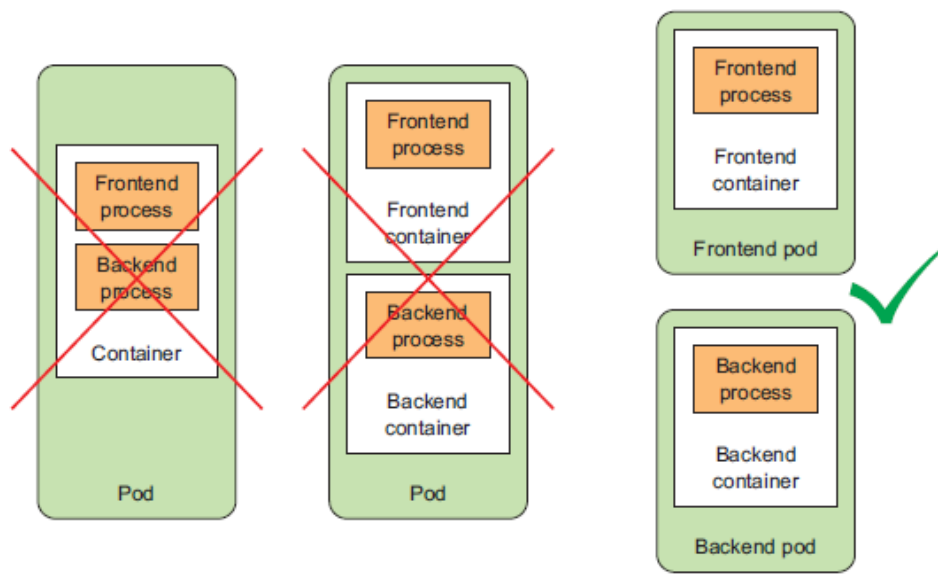 Frontend
process
Backend
process
Container
Pod
Frontend
process
Frontend
container
Backend
process
Backend
container
Pod
Frontend
process
Frontend
container
Frontend pod
Backend
process
Backend
container
Backend pod